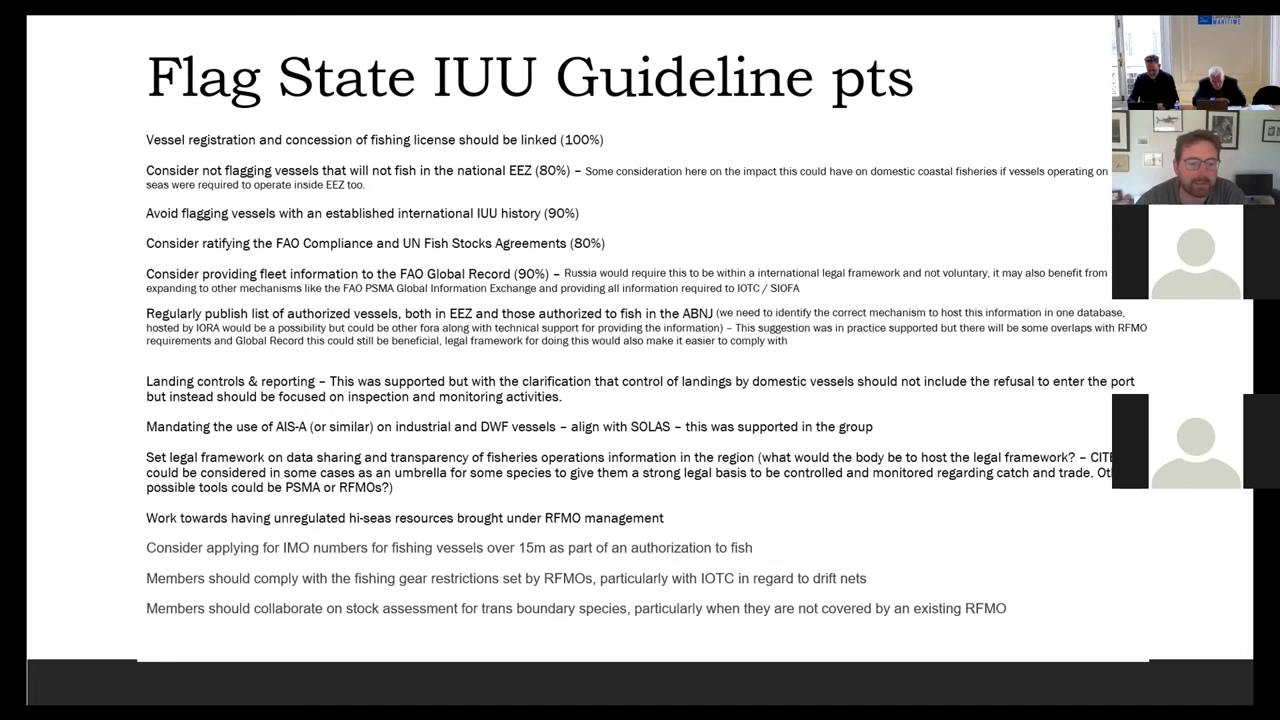 Flag State IUU Guideline pts
Vessel registration and concession of fishing license should be linked (100%)
Consider not flagging vessels that will not fish in the national EEZ (80%) – Some consideration here on the impact this could have on domestic coastal fisheries if vessels operating on
seas were required to operate inside EEZ too.
Avoid flagging vessels with an established international IUU history (90%)
Consider ratifying the FAO Compliance and UN Fish Stocks Agreements (80%)
Consider providing fleet information to the FAO Global Record (90%) – Russia would require this to be within a international legal framework and not voluntary, it may also benefit from
expanding to other mechanisms like the FAO PSMA Global Information Exchange and providing all information required to IOTC / SIOFA
Regularly publish list of authorized vessels, both in EEZ and those authorized to fish in the ABNJ (we need to identify the correct mechanism to host this information in one database,
hosted by IORA would be a possibility but could be other fora along with technical support for providing the information) – This suggestion was in practice supported but there will be some overlaps with RFMO
requirements and Global Record this could still be beneficial, legal framework for doing this would also make it easier to comply with
Landing controls & reporting – This was supported but with the clarification that control of landings by domestic vessels should not include the refusal to enter the port
but instead should be focused on inspection and monitoring activities.
Mandating the use of AIS-A (or similar) on industrial and DWF vessels – align with SOLAS – this was supported in the group
Set legal framework on data sharing and transparency of fisheries operations information in the region (what would the body be to host the legal framework? –
could be considered in some cases as an umbrella for some species to give them a strong legal basis to be controlled and monitored regarding catch and trade.
possible tools could be PSMA or RFMOs?)
Work towards having unregulated hi-seas resources brought under RFMO management
Consider applying for IMO numbers for fishing vessels over 15m as part of an authorization to fish
Members should comply with the fishing gear restrictions set by RFMOs, particularly with IOTC in regard to drift nets
Members should collaborate on stock assessment for trans boundary species, particularly when they are not covered by an existing RFMO
MARITIME